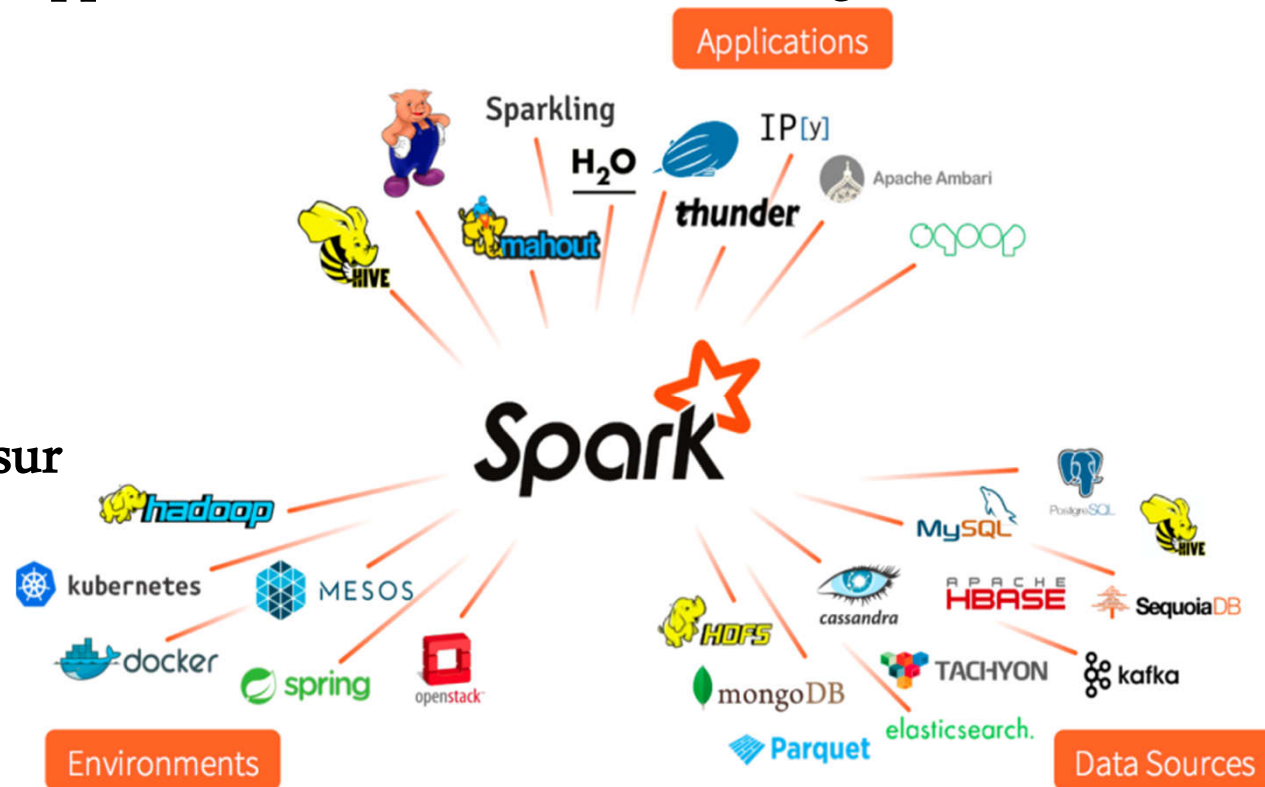 Applications
Sparkling
H₂O
IP[y]
Apache Ambari
thunder
mahout
sqoop
HIVE
Spark
sur
hadoop
kubernetes
MESOS
docker
spring
openstack
Environments
PostgreSQL
MySQL
HIVE
cassandra
APACHE
HBASE
SequoiaDB
HDFS
TACHYON
kafka
mongoDB
elasticsearch.
Parquet
Data Sources